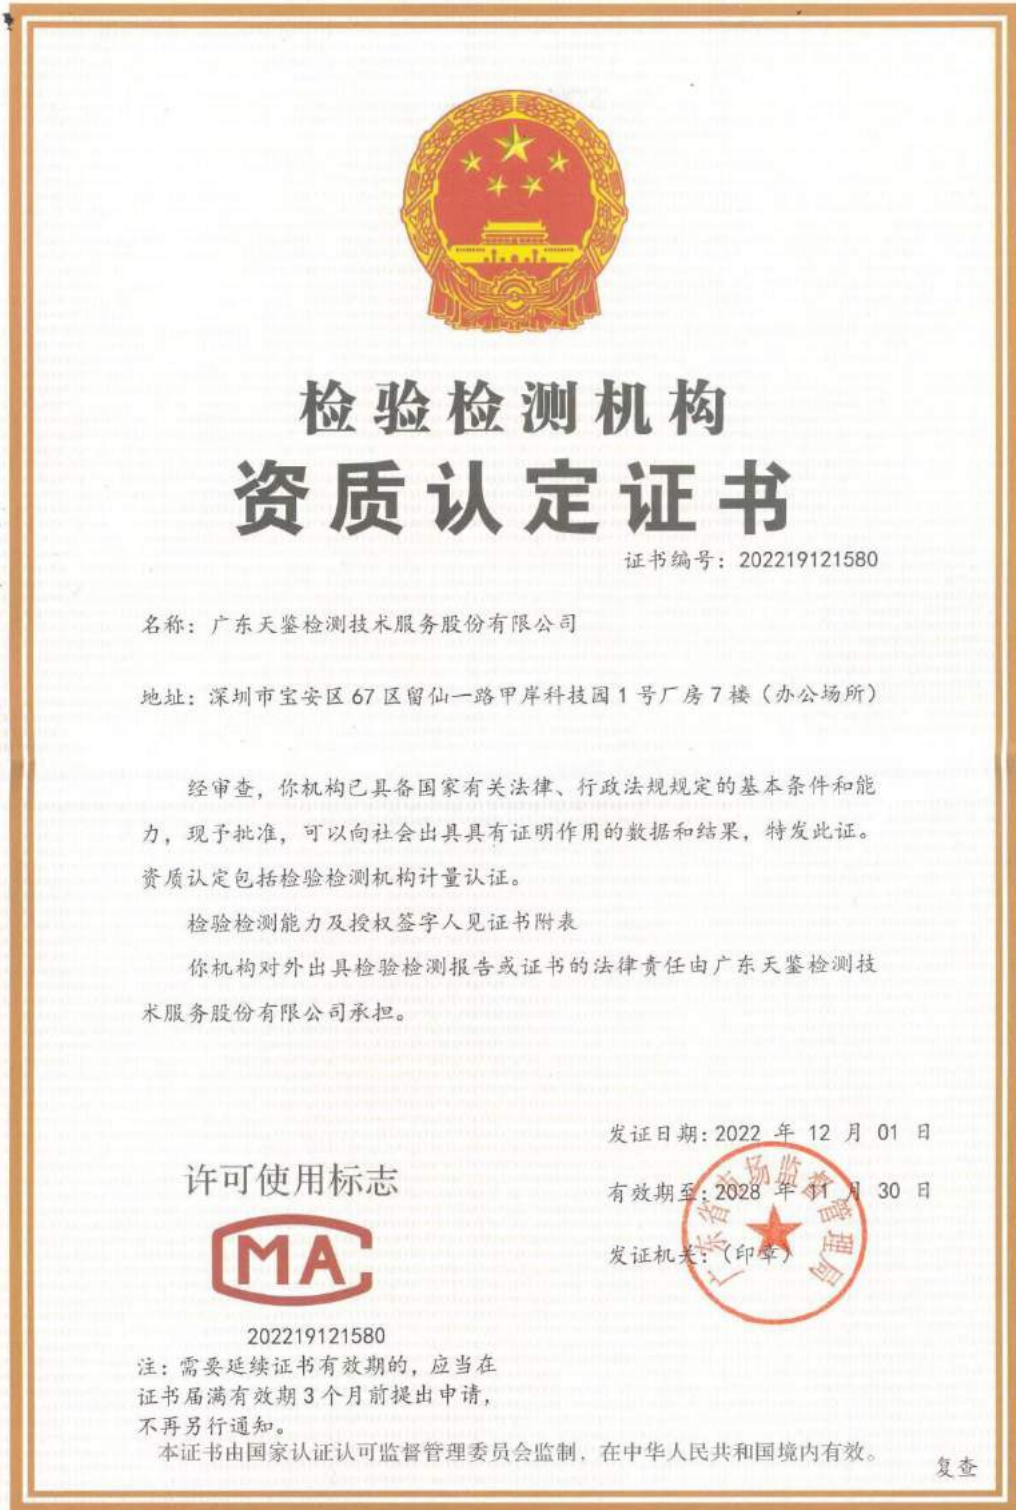 检验检测机构
资质认定证书
证书编号：202219121580
名称：广东天鉴检测技术服务股份有限公司
地址：深圳市宝安区67区留仙一路甲岸科技园1号厂房7楼（办公场所）
经审查，你机构已具备国家有关法律、行政法规规定的基本条件和能
力，现予批准，可以向社会出具具有证明作用的数据和结果，特发此证。
资质认定包括检验检测机构计量认证。
检验检测能力及授权签字人见证书附表
你机构对外出具检验检测报告或证书的法律责任由广东天鉴检测技
术服务股份有限公司承担。
许可使用标志
MA
202219121580
注：需要延续证书有效期的，应当在
证书届满有效期3个月前提出申请，
不再另行通知。
发证日期：2022 年 12 月 01 日
有效期至：2028 年 11 月 30 日
发证机关：（印章）
广东省市场监督管理局
本证书由国家认证认可监督管理委员会监制，在中华人民共和国境内有效。
复查